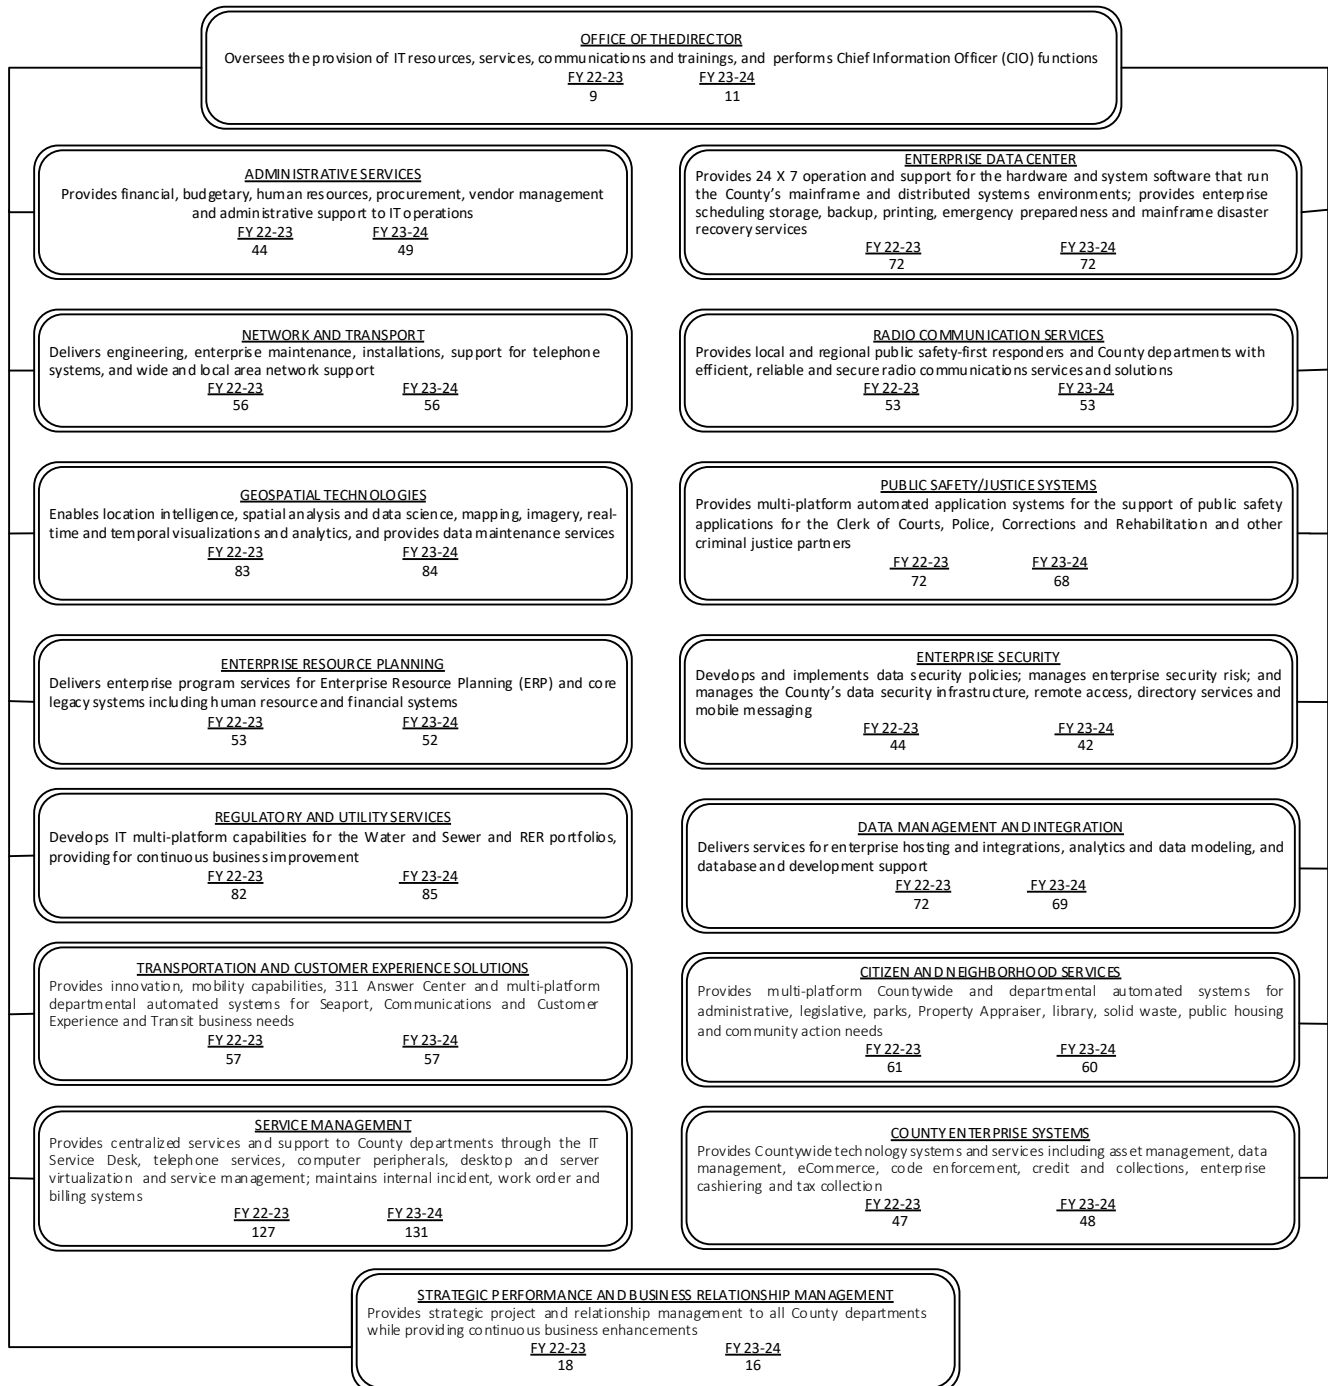 OFFICE OF THE DIRECTOR
Oversees the provision of IT resources, services, communications and trainings, and performs Chief Information Officer (CIO) functions
FY 22-23 FY 23-24
9 11
ADMINISTRATIVE SERVICES
Provides financial, budgetary, human resources, procurement, vendor management
and administrative support to IT operations
FY 22-23 FY 23-24
44 49
ENTERPRISE DATA CENTER
Provides 24 X 7 operation and support for the hardware and system software that run
the County's mainframe and distributed systems environments; provides enterprise
scheduling storage, backup, printing, emergency preparedness and mainframe disaster
recovery services
FY 22-23 FY 23-24
72 72
NETWORK AND TRANSPORT
Delivers engineering, enterprise maintenance, installations, support for telephone
systems, and wide and local area network support
FY 22-23 FY 23-24
56 56
RADIO COMMUNICATION SERVICES
Provides local and regional public safety-first responders and County departments with
efficient, reliable and secure radio communications services and solutions
FY 22-23 FY 23-24
53 53
GEOSPATIAL TECHNOLOGIES
Enables location intelligence, spatial analysis and data science, mapping, imagery, real-
time and temporal visualizations and analytics, and provides data maintenance services
FY 22-23 FY 23-24
83 84
PUBLIC SAFETY/JUSTICE SYSTEMS
Provides multi-platform automated application systems for the support of public safety
applications for the Clerk of Courts, Police, Corrections and Rehabilitation and other
criminal justice partners
FY 22-23 FY 23-24
72 68
ENTERPRISE RESOURCE PLANNING
Delivers enterprise program services for Enterprise Resource Planning (ERP) and core
legacy systems including human resource and financial systems
FY 22-23 FY 23-24
53 52
ENTERPRISE SECURITY
Develops and implements data security policies; manages enterprise security risk; and
manages the County's data security infrastructure, remote access, directory services and
mobile messaging
FY 22-23 FY 23-24
44 42
REGULATORY AND UTILITY SERVICES
Develops IT multi-platform capabilities for the Water and Sewer and RER portfolios,
providing for continuous business improvement
FY 22-23 FY 23-24
82 85
DATA MANAGEMENT AND INTEGRATION
Delivers services for enterprise hosting and integrations, analytics and data modeling, and
database and development support
FY 22-23 FY 23-24
72 69
TRANSPORTATION AND CUSTOMER EXPERIENCE SOLUTIONS
Provides innovation, mobility capabilities, 311 Answer Center and multi-platform
departmental automated systems for Seaport, Communications and Customer
Experience and Transit business needs
FY 22-23 FY 23-24
57 57
CITIZEN AND NEIGHBORHOOD SERVICES
Provides multi-platform Countywide and departmental automated systems for
administrative, legislative, parks, Property Appraiser, library, solid waste, public housing
and community action needs
FY 22-23 FY 23-24
61 60
SERVICE MANAGEMENT
Provides centralized services and support to County departments through the IT
Service Desk, telephone services, computer peripherals, desktop and server
virtualization and service management; maintains internal incident, work order and
billing systems
FY 22-23 FY 23-24
127 131
COUNTY ENTERPRISE SYSTEMS
Provides Countywide technology systems and services including asset management, data
management, eCommerce, code enforcement, credit and collections, enterprise
cashiering and tax collection
FY 22-23 FY 23-24
47 48
STRATEGIC PERFORMANCE AND BUSINESS RELATIONSHIP MANAGEMENT
Provides strategic project and relationship management to all County departments
while providing continuous business enhancements
FY 22-23 FY 23-24
18 16